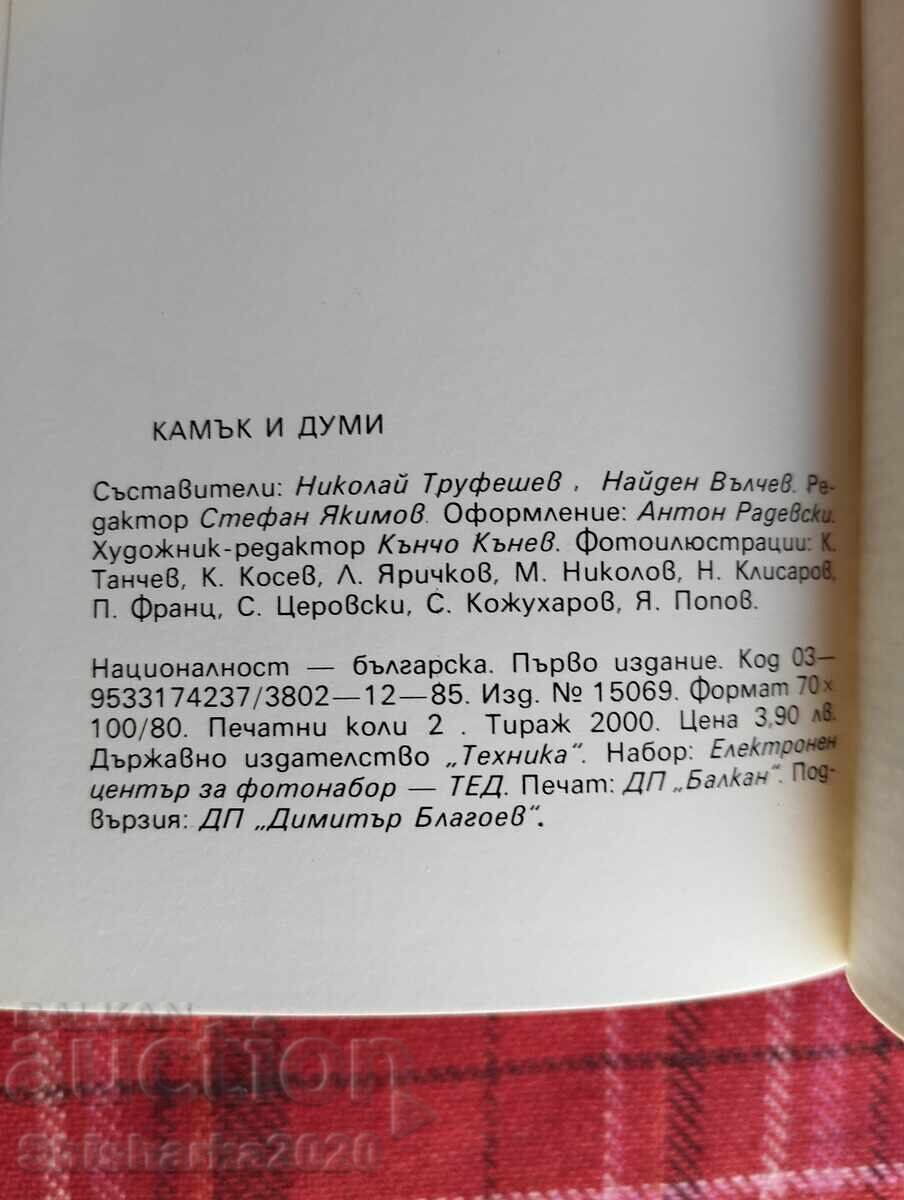 КАМЪК И ДУМИ
Съставители: Николай Труфешев , Найден Вълчев. Ре-
дактор Стефан Якимов. Оформление: Антон Радевски.
Художник-редактор Кънчо Кънев. Фотоилюстрации: К.
Танчев, К. Косев, Л. Яричков, М. Николов, Н. Клисаров,
П. Франц, С. Церовски, С. Кожухаров, Я. Попов.
Националност — българска. Първо издание. Код 03—
9533174237/3802—12—85. Изд. № 15069. Формат 70х
100/80. Печатни коли 2 . Тираж 2000. Цена 3,90 лв.
Държавно издателство „Техника“. Набор: Електронен
център за фотонабор — ТЕД. Печат: ДП „Балкан“. Под-
вързия: ДП „Димитър Благоев“.
BALKAN
auction
Shisharka2020